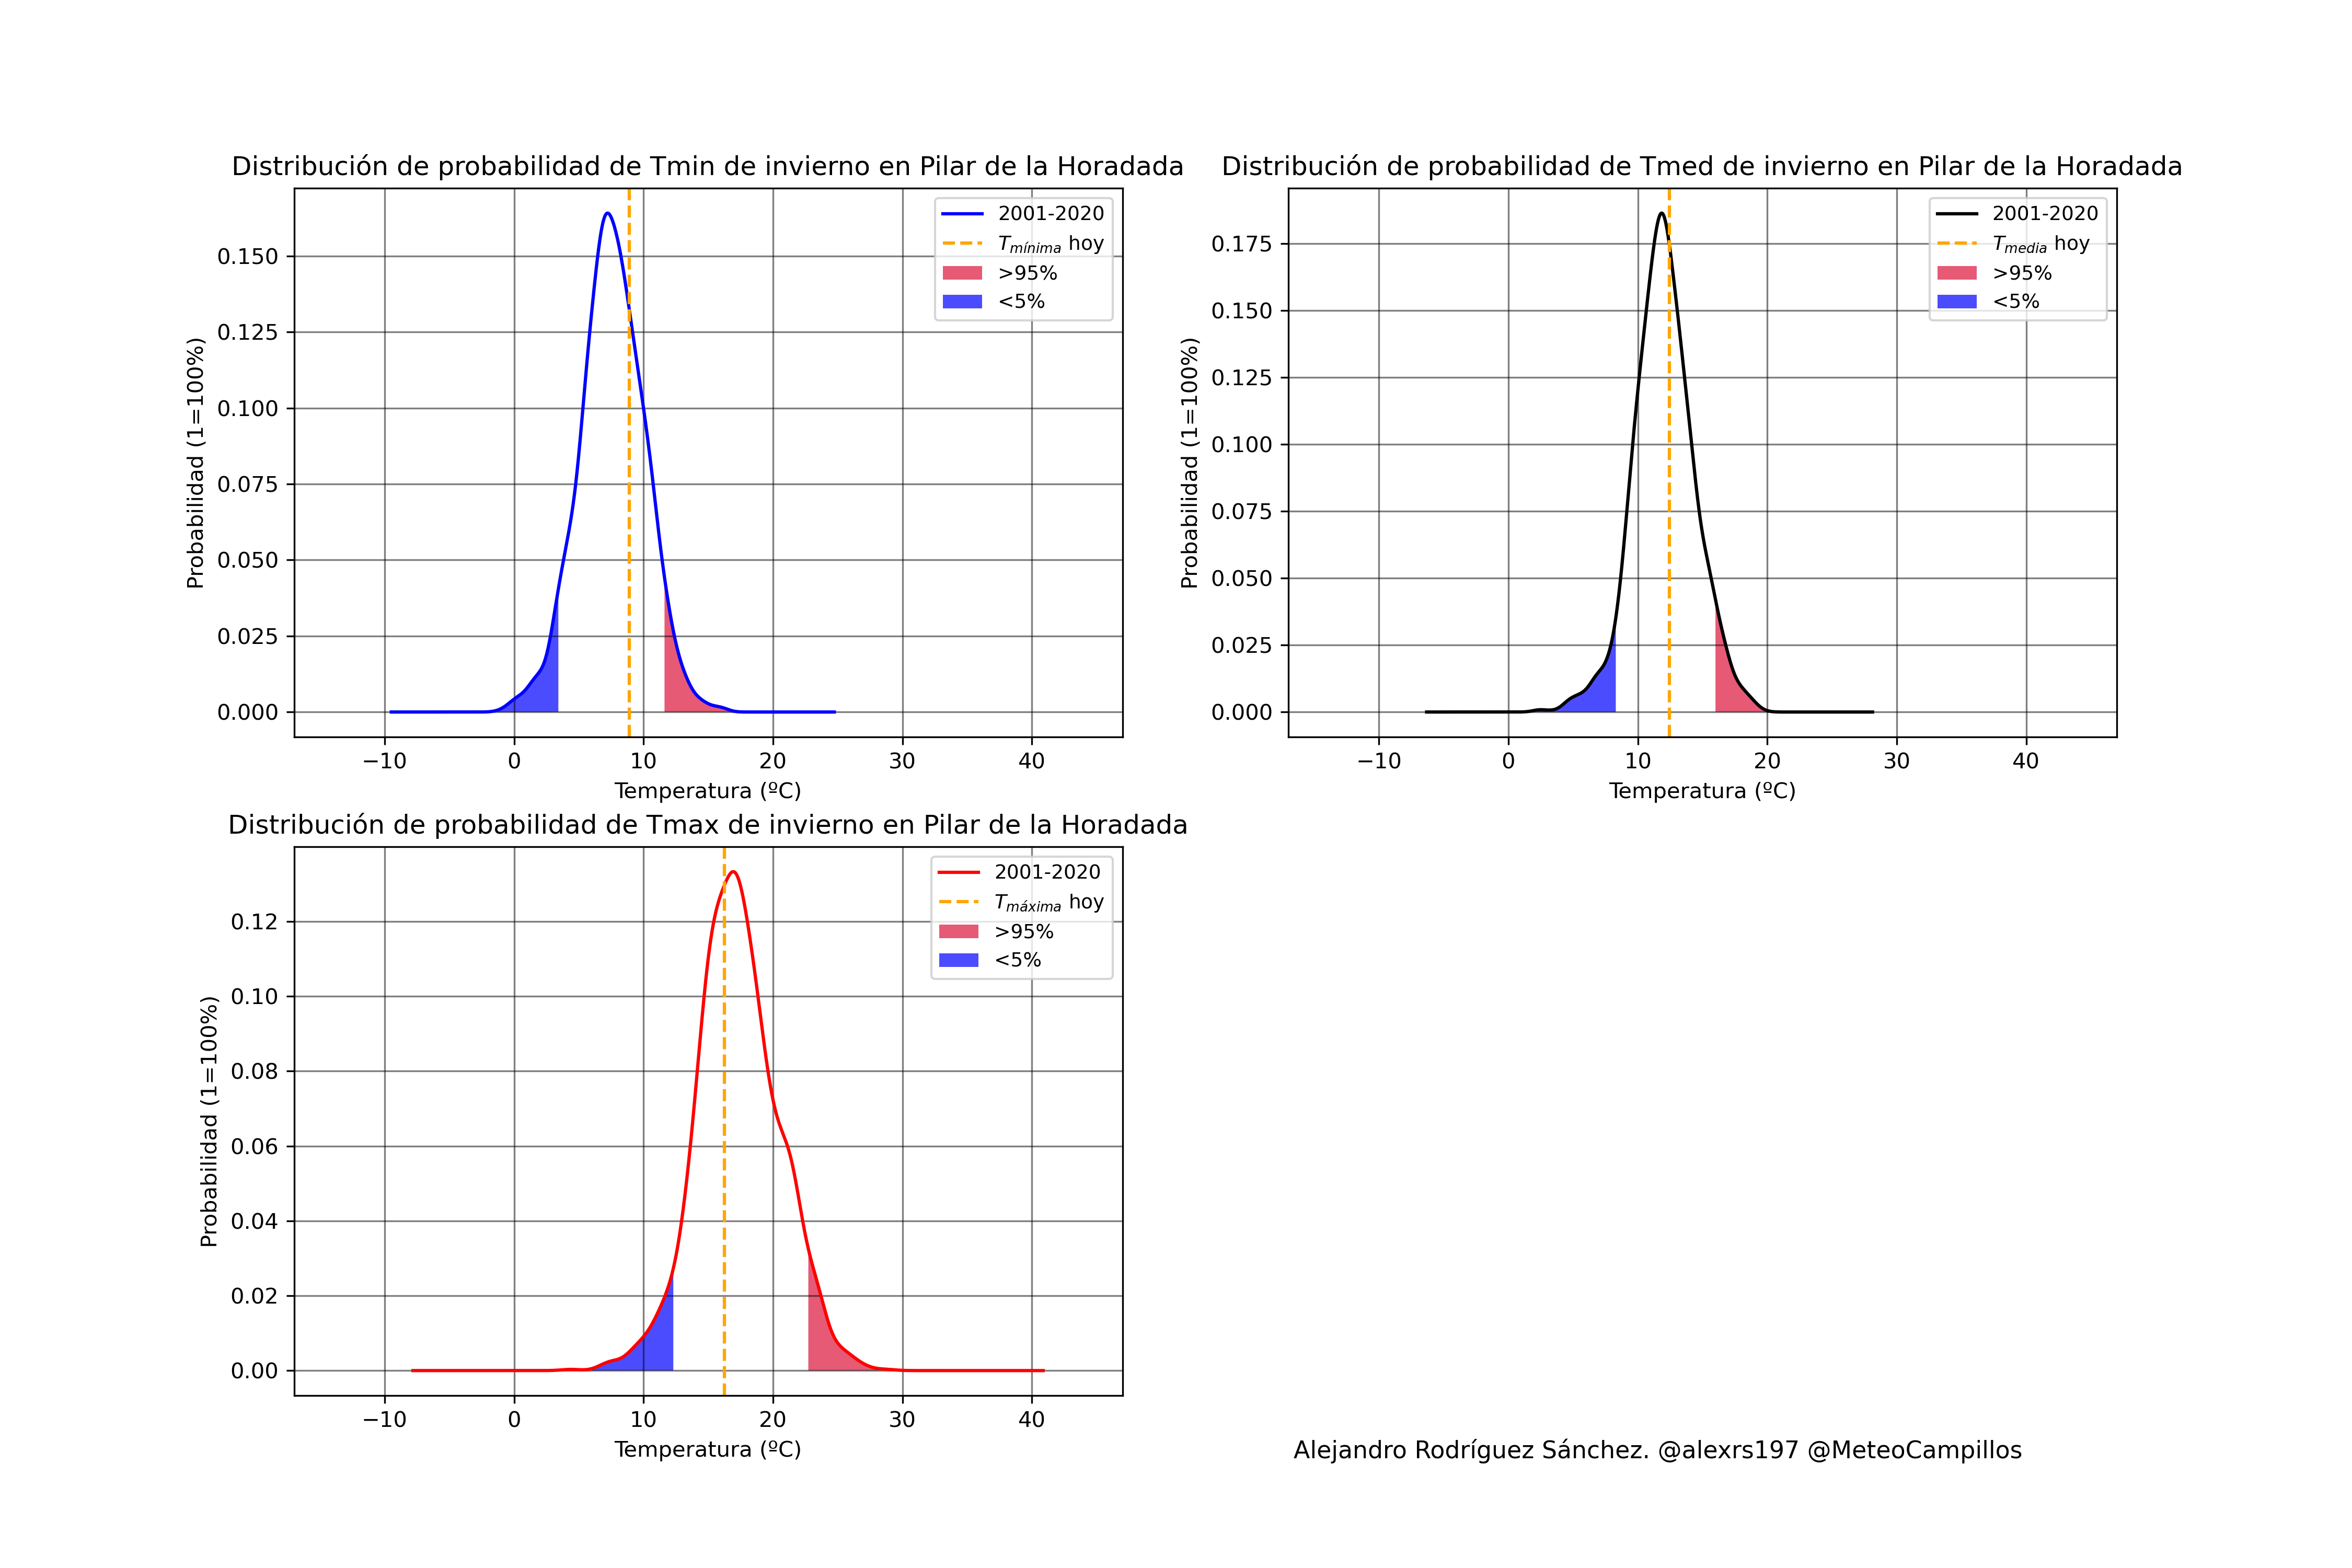 Distribución de probabilidad de Tmin de invierno en Pilar de la Horadada
Probabilidad (1=100%)
0.150
0.125
0.100
0.075
0.050
0.025
0.000
−10 0 10 20 30 40
Temperatura (ºC)
2001-2020
Tmínima hoy
>95%
<5%
Distribución de probabilidad de Tmed de invierno en Pilar de la Horadada
Probabilidad (1=100%)
0.175
0.150
0.125
0.100
0.075
0.050
0.025
0.000
−10 0 10 20 30 40
Temperatura (ºC)
2001-2020
Tmedia hoy
>95%
<5%
Distribución de probabilidad de Tmax de invierno en Pilar de la Horadada
Probabilidad (1=100%)
0.12
0.10
0.08
0.06
0.04
0.02
0.00
−10 0 10 20 30 40
Temperatura (ºC)
2001-2020
Tmáxima hoy
>95%
<5%
Alejandro Rodríguez Sánchez. @alexrs197 @MeteoCampillos